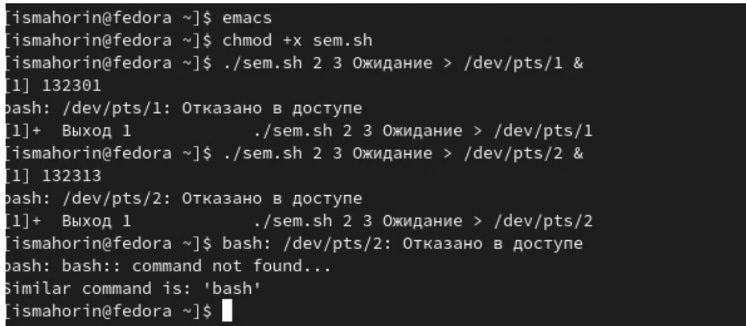 [ismahorin@fedora ~]$ emacs
[ismahorin@fedora ~]$ chmod +x sem.sh
[ismahorin@fedora ~]$ ./sem.sh 2 3 Ожидание > /dev/pts/1 &
[1] 132301
bash: /dev/pts/1: Отказано в доступе
[1]+  Выход 1            ./sem.sh 2 3 Ожидание > /dev/pts/1
[ismahorin@fedora ~]$ ./sem.sh 2 3 Ожидание > /dev/pts/2 &
[1] 132313
bash: /dev/pts/2: Отказано в доступе
[1]+  Выход 1            ./sem.sh 2 3 Ожидание > /dev/pts/2
[ismahorin@fedora ~]$ bash: /dev/pts/2: Отказано в доступе
bash: bash:: command not found...
Similar command is: 'bash'
[ismahorin@fedora ~]$